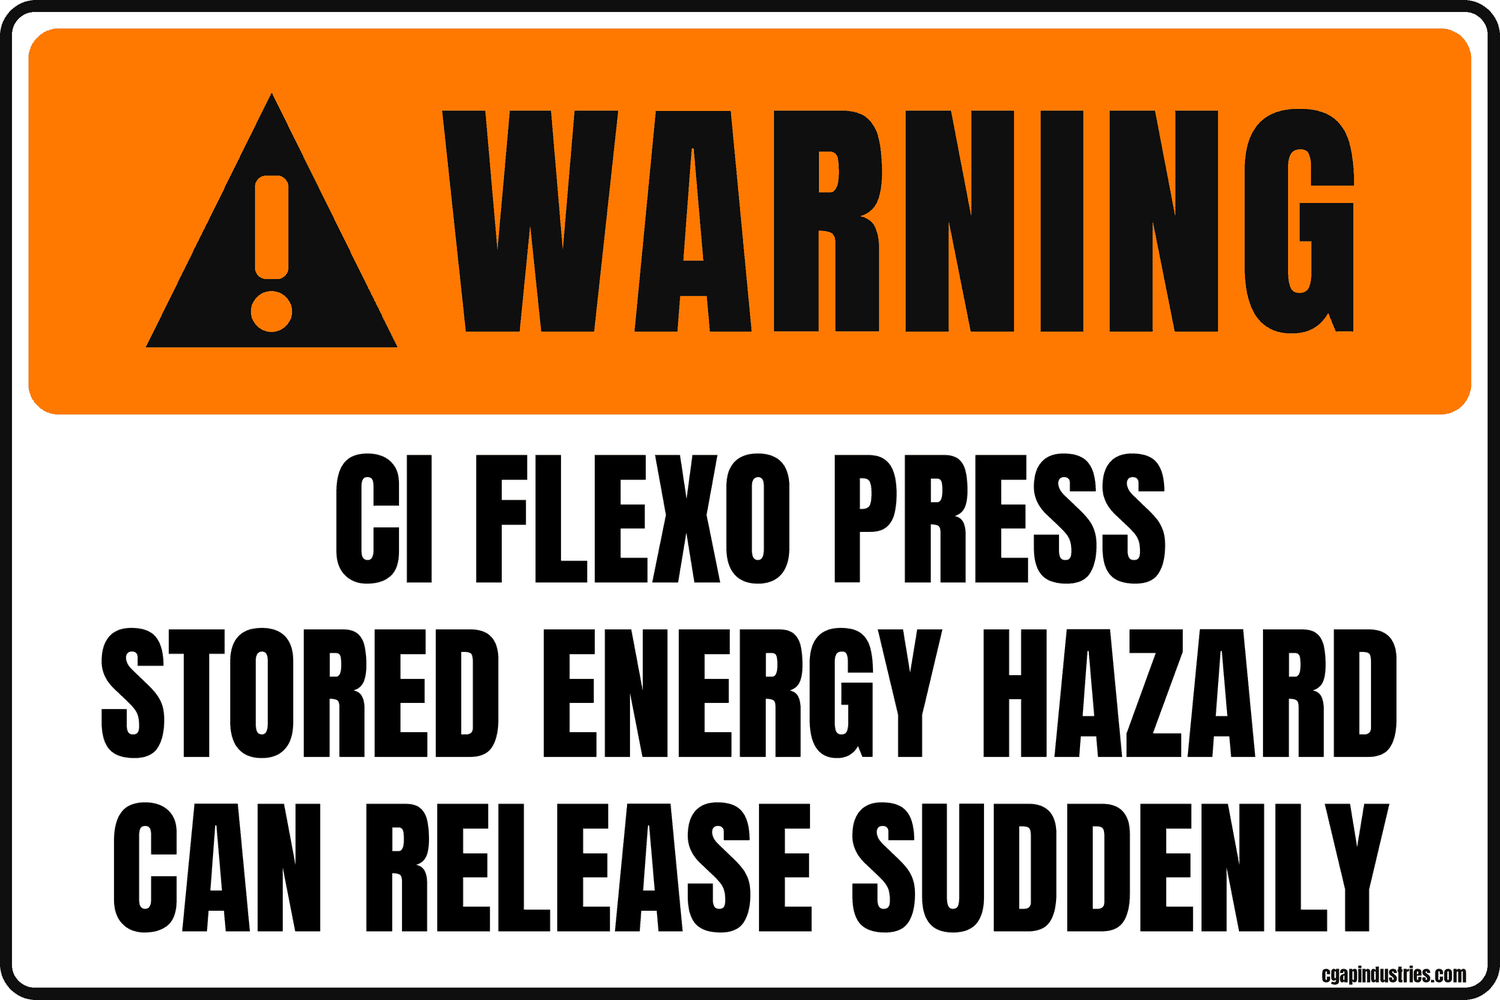 WARNING
CI FLEXO PRESS
STORED ENERGY HAZARD
CAN RELEASE SUDDENLY
cgapindustries.com